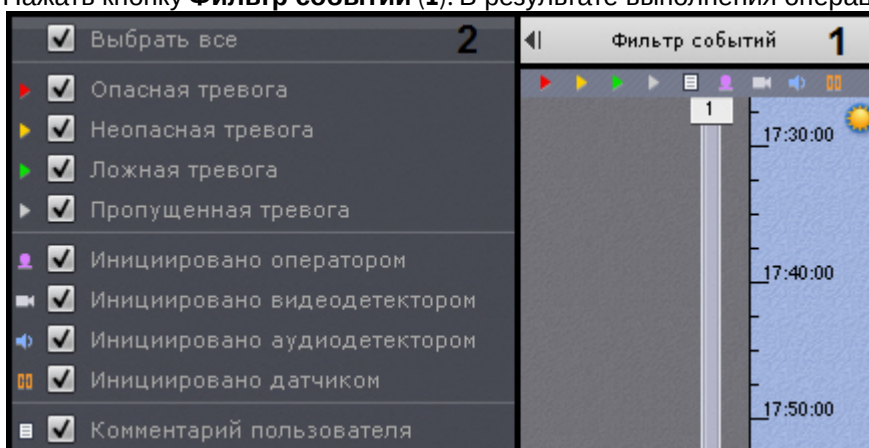 Нажать кнопку Фильтр событий (1). В результате выполнения операц
Выбрать все 2
Фильтр событий 1
Опасная тревога
Неопасная тревога
Ложная тревога
Пропущенная тревога
Инициировано оператором
Инициировано видеодетектором
Инициировано аудиодетектором
Инициировано датчиком
Комментарий пользователя
1
17:30:00
17:40:00
17:50:00